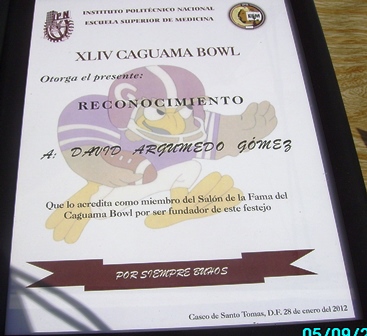 INSTITUTO POLITÉCNICO NACIONAL
ESCUELA SUPERIOR DE MEDICINA
XLIV CAGUAMA BOWL
Otorga el presente:
RECONOCIMIENTO
A: DAVID ARGUMEDO GÓMEZ
Que lo acredita como miembro del Salón de la Fama del
Caguama Bowl por ser fundador de este festejo
POR SIEMPRE BUHOS
Casco de Santo Tomas, D.F. 28 de enero del 2012
05/09/2